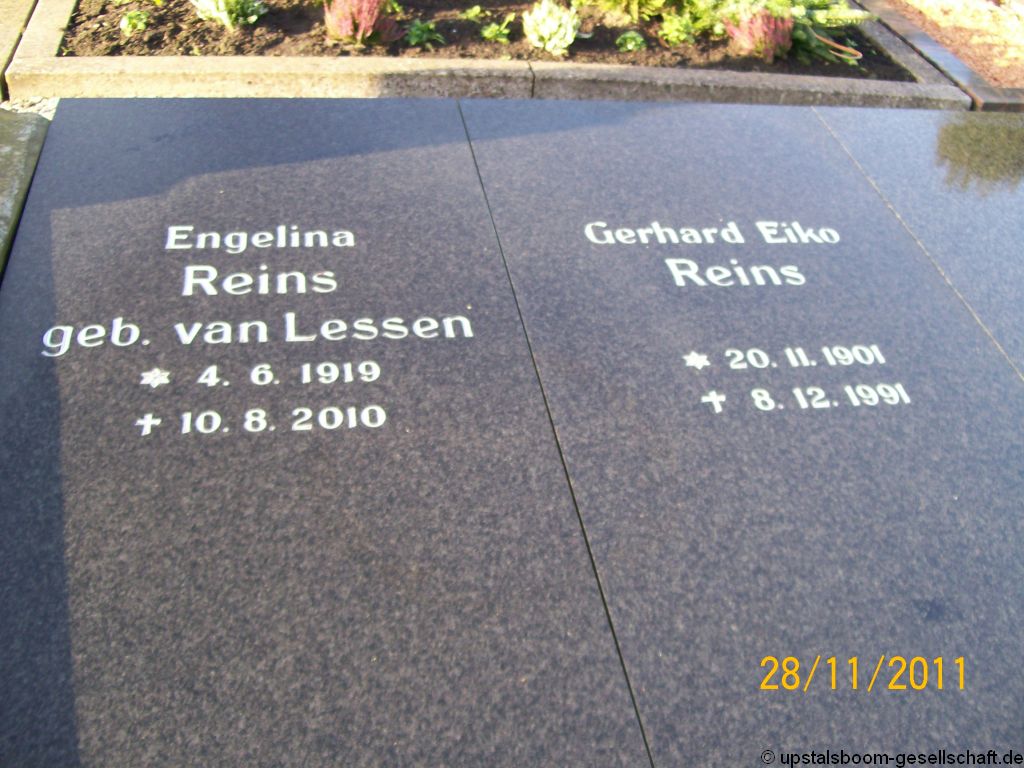 Engelina
Reins
geb. van Lessen
* 4. 6. 1919
✝ 10. 8. 2010
Gerhard Eiko
Reins
* 20. 11. 1901
✝ 8. 12. 1991
28/11/2011
© upstalsboom-gesellschaft.de